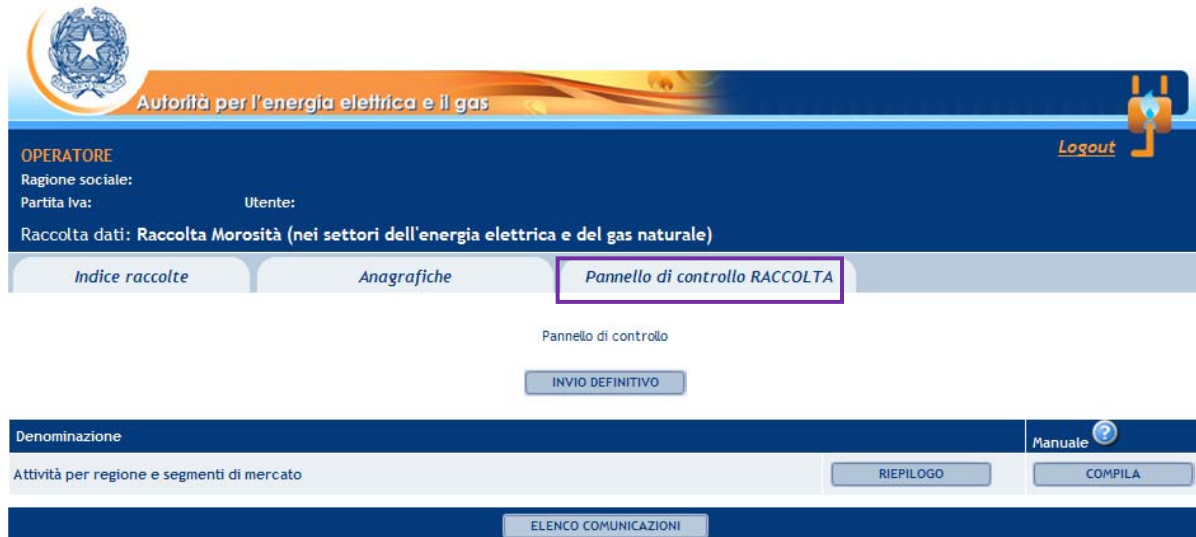 Autorità per l'energia elettrica e il gas
Logout
OPERATORE
Ragione sociale:
Partita Iva: Utente:
Raccolta dati: Raccolta Morosità (nei settori dell'energia elettrica e del gas naturale)
Indice raccolte Anagrafiche Pannello di controllo RACCOLTA
Pannello di controllo
INVIO DEFINITIVO
Denominazione Manuale ?
Attività per regione e segmenti di mercato RIEPILOGO COMPILA
ELENCO COMUNICAZIONI